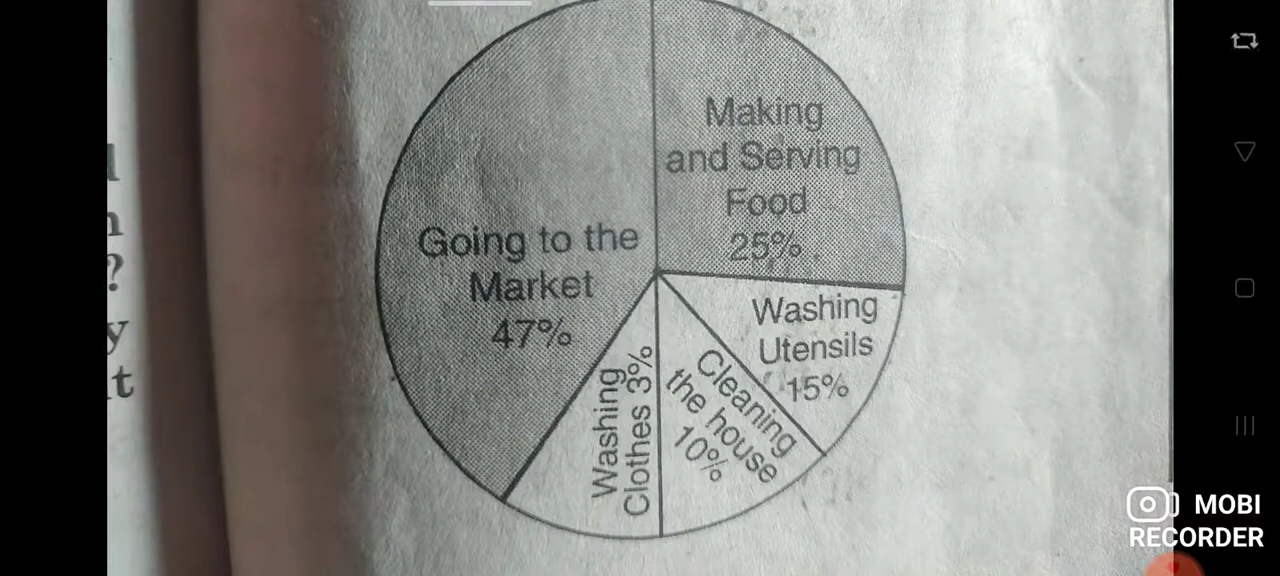 Making
and Serving
Food
25%
Going to the
Market
47%
Washing
Utensils
15%
Cleaning
the house
10%
Washing
Clothes 3%
?
y
t
MOBI
RECORDER